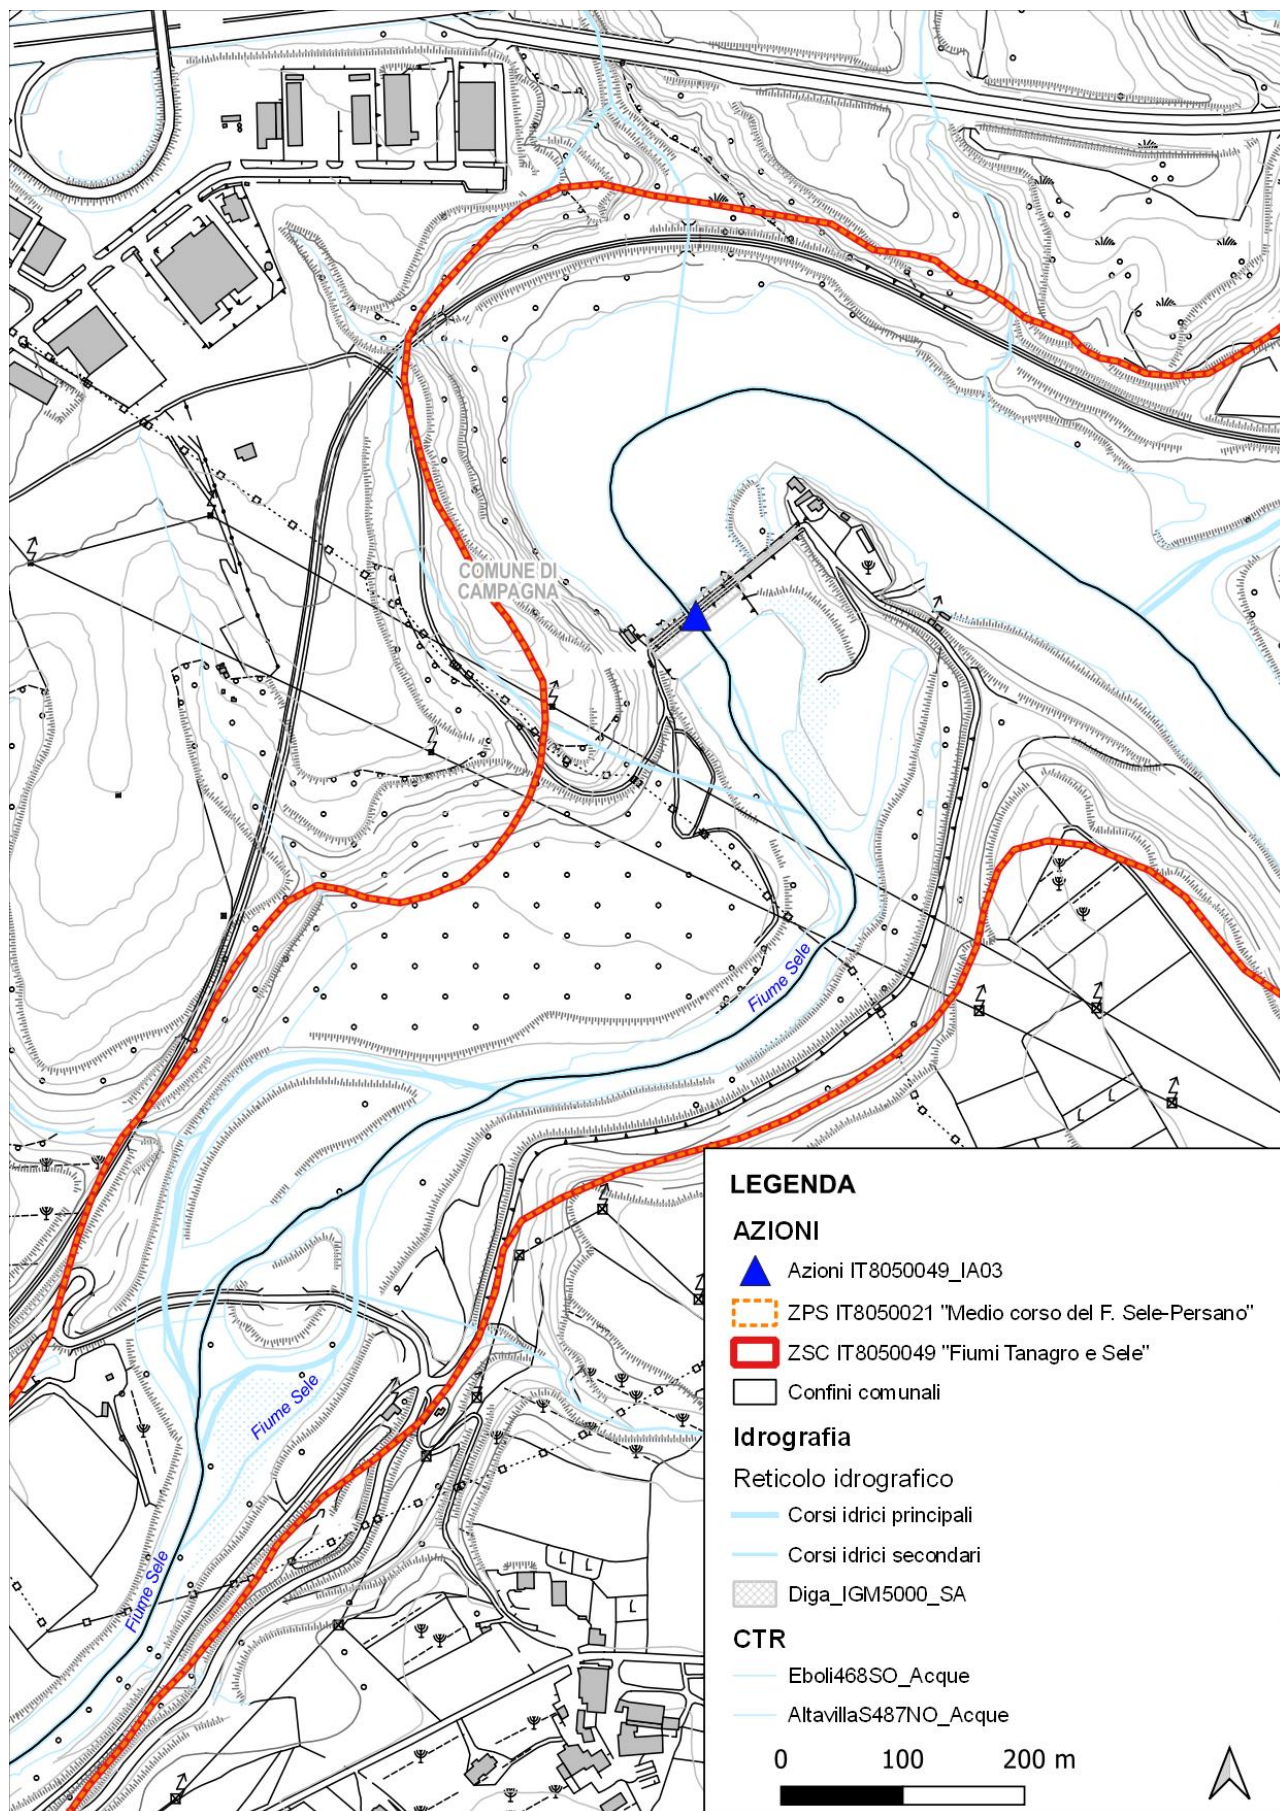 COMUNE DI
CAMPAGNA
Fiume Sele
Fiume Sele
Fiume Sele
LEGENDA
AZIONI
Azioni IT8050049_IA03
ZPS IT8050021 "Medio corso del F. Sele-Persano"
ZSC IT8050049 "Fiumi Tanagro e Sele"
Confini comunali
Idrografia
Reticolo idrografico
Corsi idrici principali
Corsi idrici secondari
Diga_IGM5000_SA
CTR
Eboli468SO_Acque
AltavillaS487NO_Acque
0 100 200 m